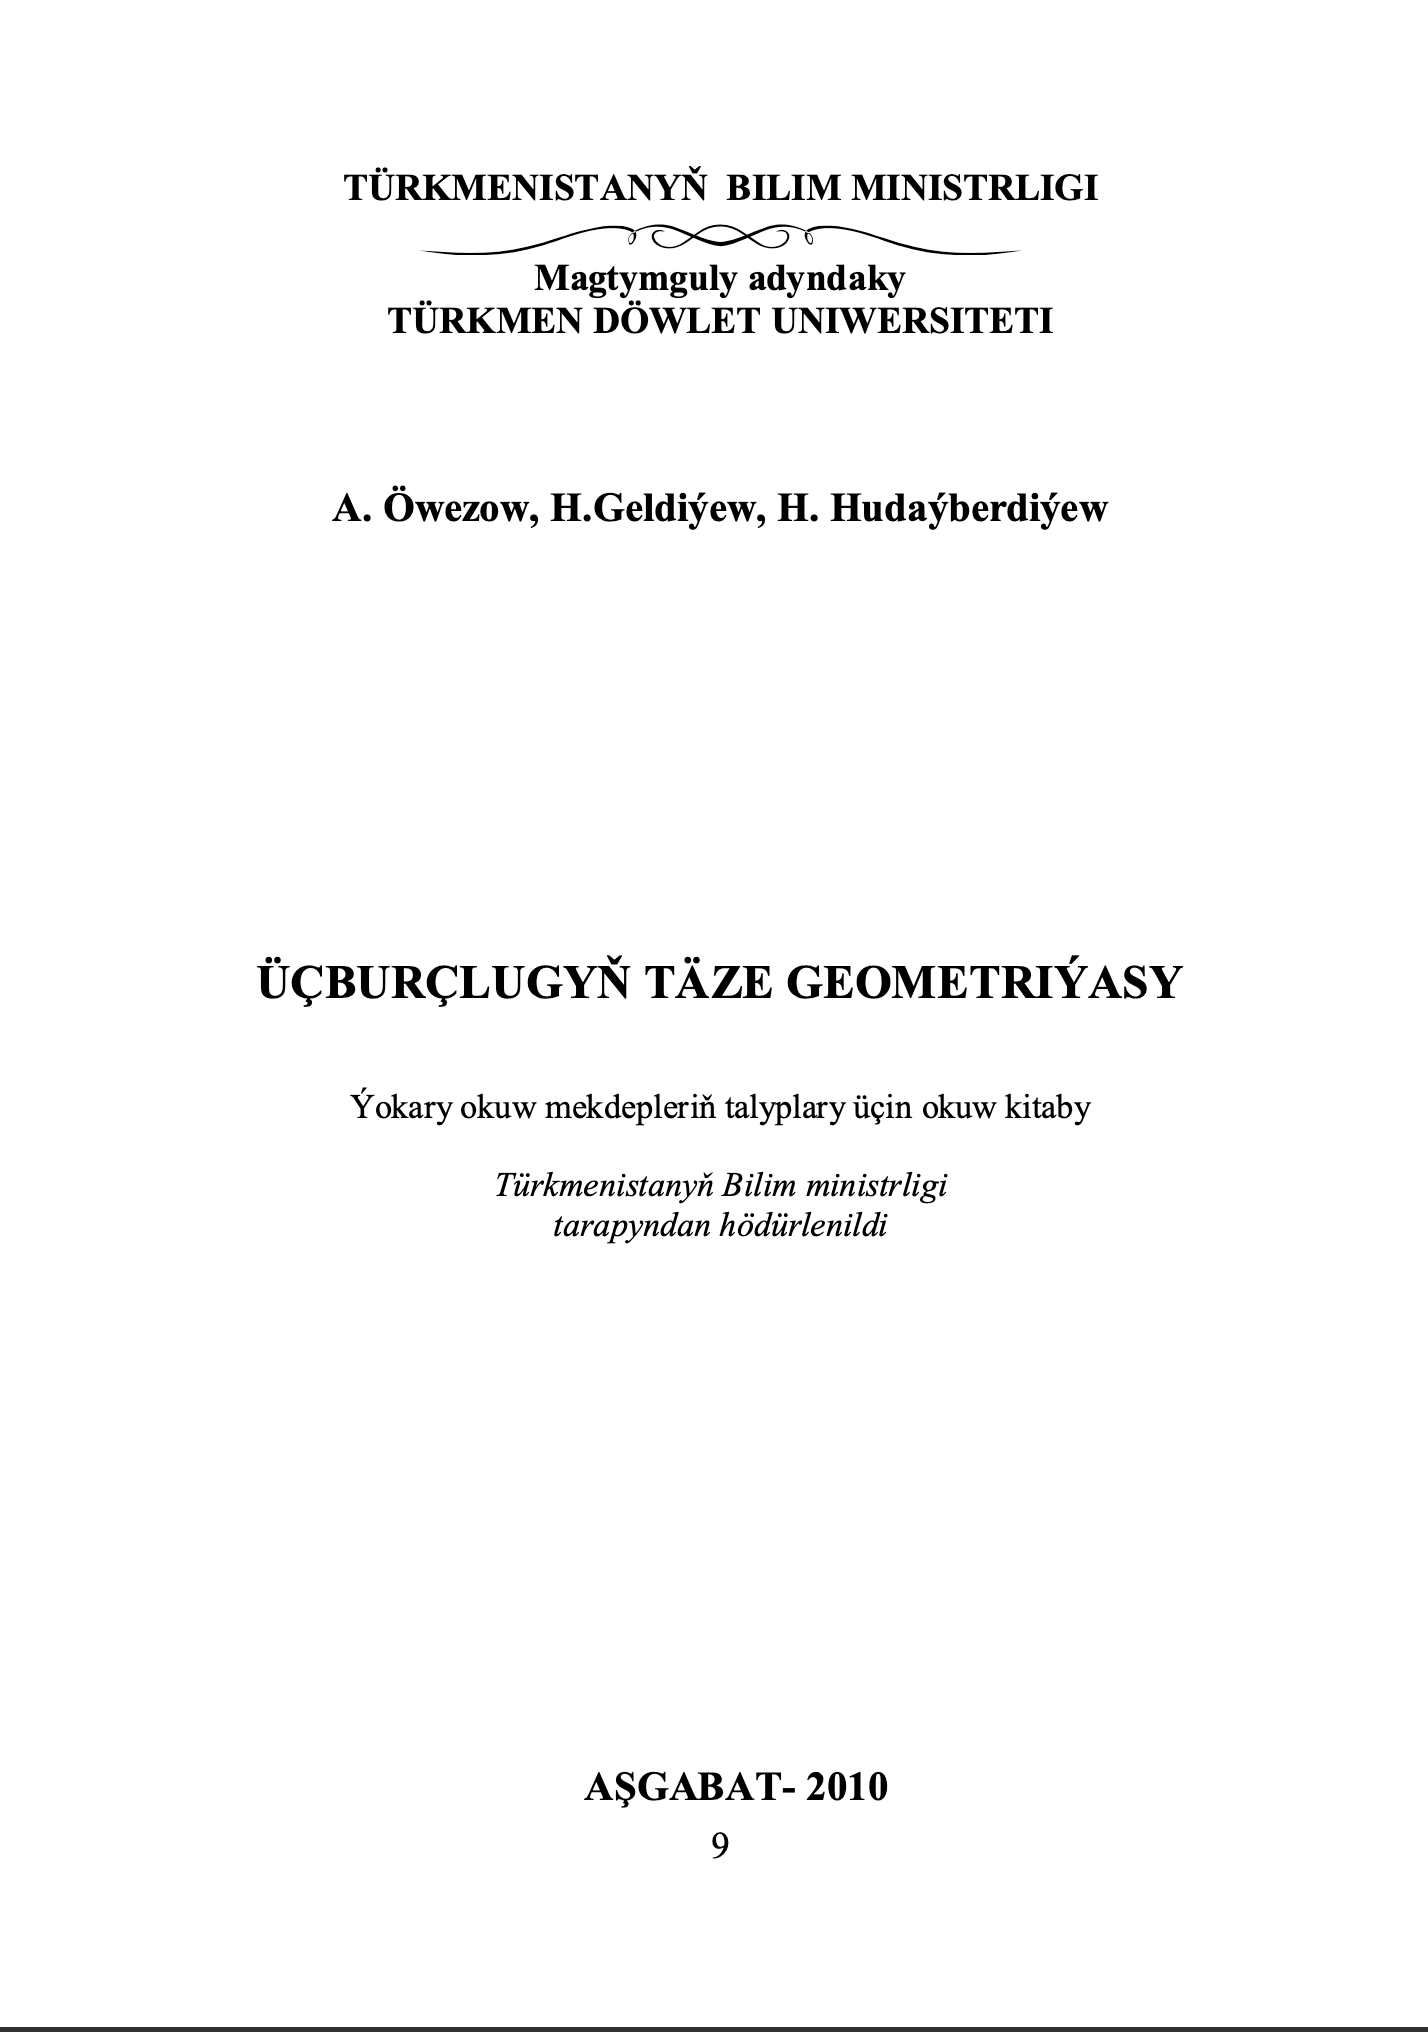 TÜRKMENISTANYŇ BILIM MINISTRLIGI
Magtymguly adyndaky
TÜRKMEN DÖWLET UNIWERSITETI
A. Öwezow, H.Geldiýew, H. Hudaýberdiýew
ÜÇBURÇLUGYŇ TÄZE GEOMETRIÝASY
Ýokary okuw mekdepleriň talyplary üçin okuw kitaby
Türkmenistanyň Bilim ministrligi
tarapyndan hödürlenildi
AŞGABAT- 2010
9